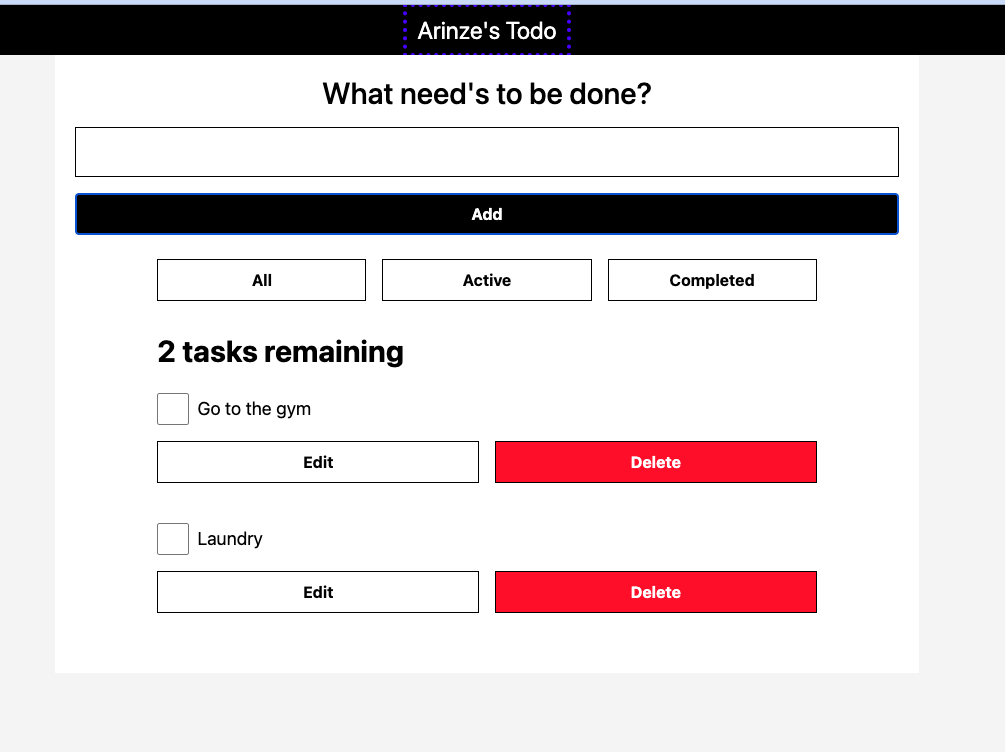 Arinze's Todo
What need's to be done?
Add
All Active Completed
2 tasks remaining
Go to the gym
Edit Delete
Laundry
Edit Delete